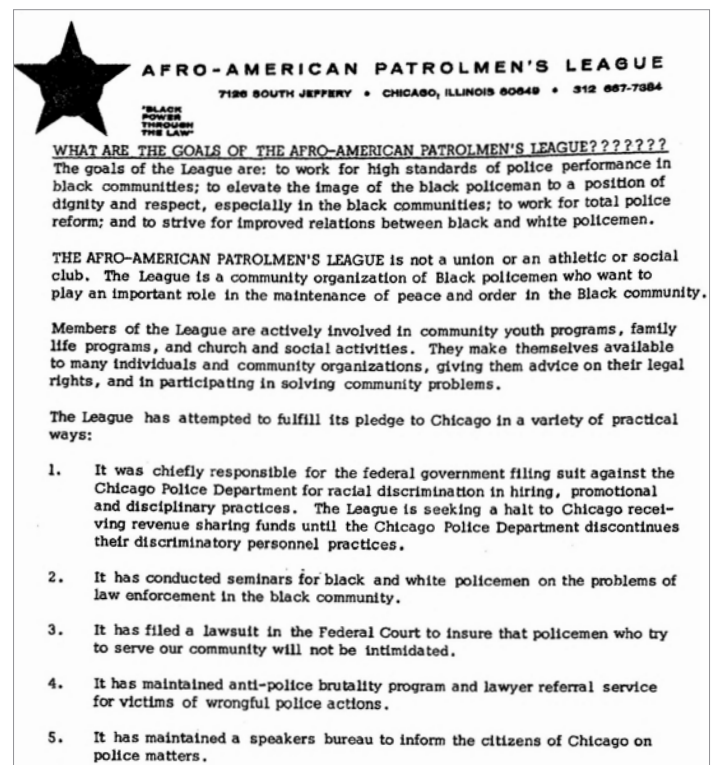 AFRO-AMERICAN PATROLMEN'S LEAGUE
7126 SOUTH JEFFERY • CHICAGO, ILLINOIS 60649 • 312 667-7384
"BLACK
POWER
THROUGH
THE LAW"
WHAT ARE THE GOALS OF THE AFRO-AMERICAN PATROLMEN'S LEAGUE???????
The goals of the League are: to work for high standards of police performance in
black communities; to elevate the image of the black policeman to a position of
dignity and respect, especially in the black communities; to work for total police
reform; and to strive for improved relations between black and white policemen.
THE AFRO-AMERICAN PATROLMEN'S LEAGUE is not a union or an athletic or social
club. The League is a community organization of Black policemen who want to
play an important role in the maintenance of peace and order in the Black community.
Members of the League are actively involved in community youth programs, family
life programs, and church and social activities. They make themselves available
to many individuals and community organizations, giving them advice on their legal
rights, and in participating in solving community problems.
The League has attempted to fulfill its pledge to Chicago in a variety of practical
ways:
1. It was chiefly responsible for the federal government filing suit against the
Chicago Police Department for racial discrimination in hiring, promotional
and disciplinary practices. The League is seeking a halt to Chicago recei-
ving revenue sharing funds until the Chicago Police Department discontinues
their discriminatory personnel practices.
2. It has conducted seminars for black and white policemen on the problems of
law enforcement in the black community.
3. It has filed a lawsuit in the Federal Court to insure that policemen who try
to serve our community will not be intimidated.
4. It has maintained anti-police brutality program and lawyer referral service
for victims of wrongful police actions.
5. It has maintained a speakers bureau to inform the citizens of Chicago on
police matters.